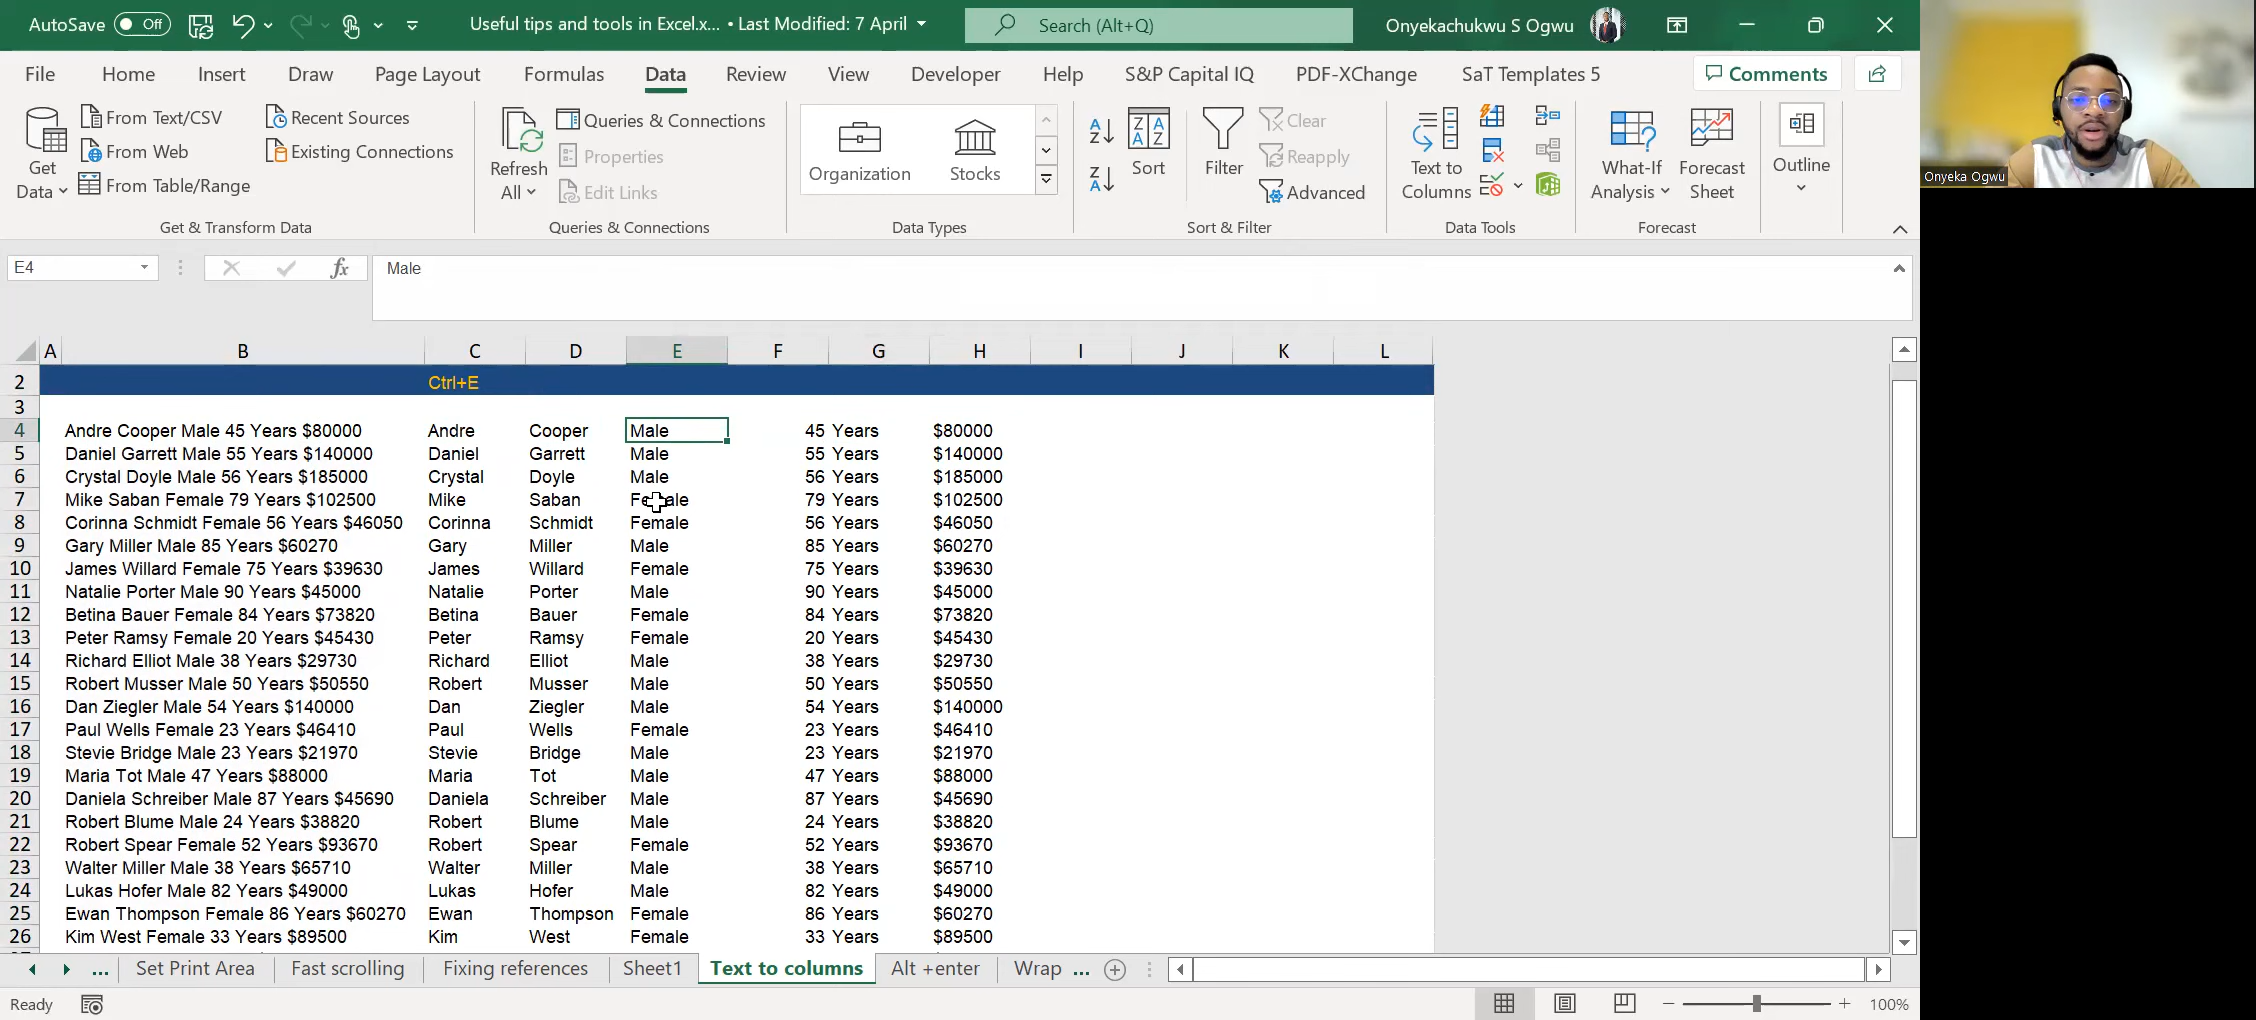 AutoSave Off Useful tips and tools in Excel.x... • Last Modified: 7 April Search (Alt+Q) Onyekachukwu S Ogwu
File Home Insert Draw Page Layout Formulas Data Review View Developer Help S&P Capital IQ PDF-XChange SaT Templates 5 Comments
Get Data
From Text/CSV
From Web
From Table/Range
Recent Sources
Existing Connections
Get & Transform Data
Refresh All
Queries & Connections
Properties
Edit Links
Queries & Connections
Organization
Stocks
Data Types
Sort
Filter
Clear
Reapply
Advanced
Sort & Filter
Text to Columns
Data Tools
What-If Analysis
Forecast Sheet
Forecast
Outline
Onyeka Ogwu
E4 fx Male
A B C D E F G H I J K L
2 Ctrl+E
3
4 Andre Cooper Male 45 Years $80000 Andre Cooper Male 45 Years $80000
5 Daniel Garrett Male 55 Years $140000 Daniel Garrett Male 55 Years $140000
6 Crystal Doyle Male 56 Years $185000 Crystal Doyle Male 56 Years $185000
7 Mike Saban Female 79 Years $102500 Mike Saban Female 79 Years $102500
8 Corinna Schmidt Female 56 Years $46050 Corinna Schmidt Female 56 Years $46050
9 Gary Miller Male 85 Years $60270 Gary Miller Male 85 Years $60270
10 James Willard Female 75 Years $39630 James Willard Female 75 Years $39630
11 Natalie Porter Male 90 Years $45000 Natalie Porter Male 90 Years $45000
12 Betina Bauer Female 84 Years $73820 Betina Bauer Female 84 Years $73820
13 Peter Ramsy Female 20 Years $45430 Peter Ramsy Female 20 Years $45430
14 Richard Elliot Male 38 Years $29730 Richard Elliot Male 38 Years $29730
15 Robert Musser Male 50 Years $50550 Robert Musser Male 50 Years $50550
16 Dan Ziegler Male 54 Years $140000 Dan Ziegler Male 54 Years $140000
17 Paul Wells Female 23 Years $46410 Paul Wells Female 23 Years $46410
18 Stevie Bridge Male 23 Years $21970 Stevie Bridge Male 23 Years $21970
19 Maria Tot Male 47 Years $88000 Maria Tot Male 47 Years $88000
20 Daniela Schreiber Male 87 Years $45690 Daniela Schreiber Male 87 Years $45690
21 Robert Blume Male 24 Years $38820 Robert Blume Male 24 Years $38820
22 Robert Spear Female 52 Years $93670 Robert Spear Female 52 Years $93670
23 Walter Miller Male 38 Years $65710 Walter Miller Male 38 Years $65710
24 Lukas Hofer Male 82 Years $49000 Lukas Hofer Male 82 Years $49000
25 Ewan Thompson Female 86 Years $60270 Ewan Thompson Female 86 Years $60270
26 Kim West Female 33 Years $89500 Kim West Female 33 Years $89500
... Set Print Area Fast scrolling Fixing references Sheet1 Text to columns Alt +enter Wrap ...
Ready 100%